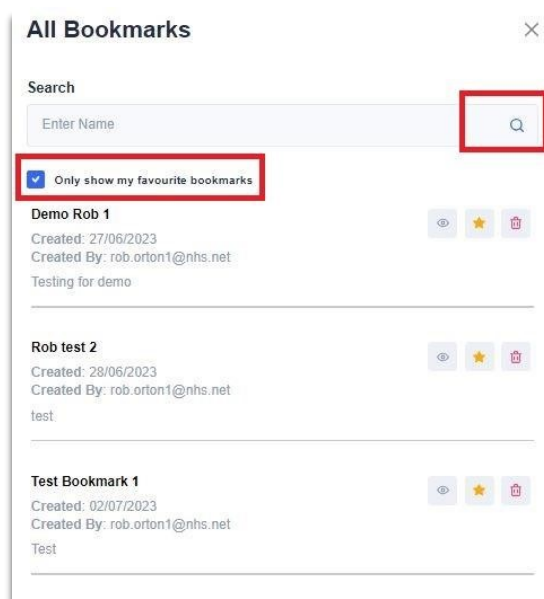 All Bookmarks
Search
Enter Name
Only show my favourite bookmarks
Demo Rob 1
Created: 27/06/2023
Created By: rob.orton1@nhs.net
Testing for demo
Rob test 2
Created: 28/06/2023
Created By: rob.orton1@nhs.net
test
Test Bookmark 1
Created: 02/07/2023
Created By: rob.orton1@nhs.net
Test